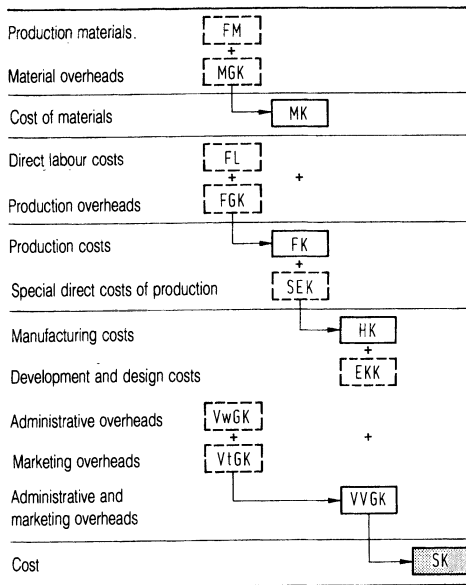 Production materials. FM
+
Material overheads MGK
Cost of materials MK
Direct labour costs FL
+ +
Production overheads FGK
Production costs FK
+
Special direct costs of production SEK
Manufacturing costs HK
+
Development and design costs EKK
Administrative overheads VwGK
+ +
Marketing overheads VtGK
Administrative and
marketing overheads VVGK
Cost SK